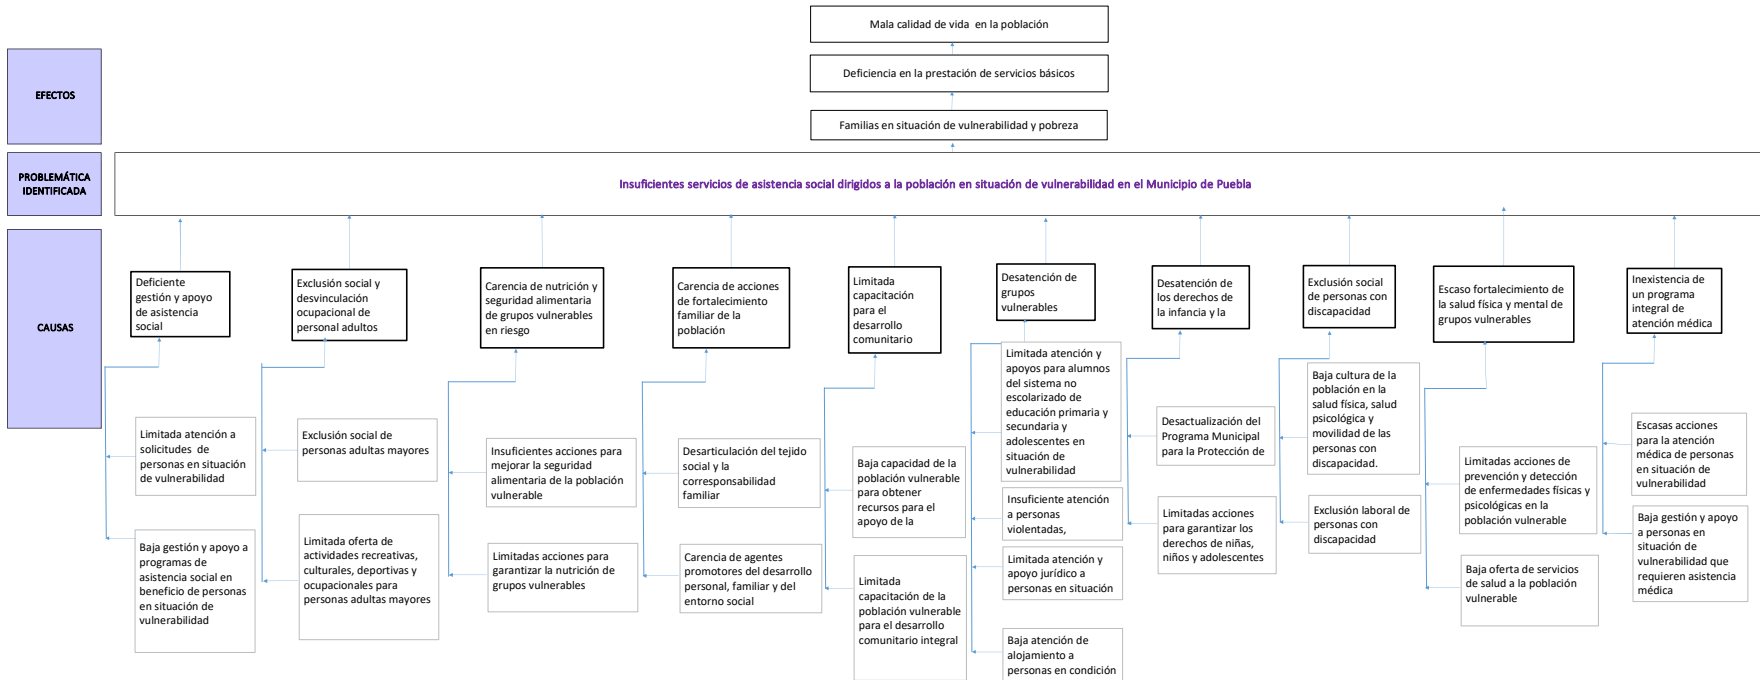 Mala calidad de vida en la población
Deficiencia en la prestación de servicios básicos
Familias en situación de vulnerabilidad y pobreza
EFECTOS
PROBLEMÁTICA
IDENTIFICADA
Insuficientes servicios de asistencia social dirigidos a la población en situación de vulnerabilidad en el Municipio de Puebla
CAUSAS
Deficiente
gestión y apoyo
de asistencia
social
Limitada atención a
solicitudes de
personas en situación
de vulnerabilidad
Baja gestión y apoyo a
programas de
asistencia social en
beneficio de personas
en situación de
vulnerabilidad
Exclusión social y
desvinculación
ocupacional de
personal adultos
Exclusión social de
personas adultas mayores
Limitada oferta de
actividades recreativas,
culturales, deportivas y
ocupacionales para
personas adultas mayores
Carencia de nutrición y
seguridad alimentaria
de grupos vulnerables
en riesgo
Insuficientes acciones para
mejorar la seguridad
alimentaria de la población
vulnerable
Limitadas acciones para
garantizar la nutrición de
grupos vulnerables
Carencia de acciones
de fortalecimiento
familiar de la
población
Desarticulación del tejido
social y la
corresponsabilidad
familiar
Carencia de agentes
promotores del desarrollo
personal, familiar y del
entorno social
Limitada
capacitación
para el
desarrollo
comunitario
Baja capacidad de la
población vulnerable
para obtener
recursos para el
apoyo de la
Limitada
capacitación de la
población vulnerable
para el desarrollo
comunitario integral
Desatención de
grupos
vulnerables
Limitada atención y
apoyos para alumnos
del sistema no
escolarizado de
educación primaria y
secundaria y
adolescentes en
situación de
vulnerabilidad
Insuficiente atención
a personas
violentadas,
Limitada atención y
apoyo jurídico a
personas en situación
Baja atención de
alojamiento a
personas en condición
Desatención de
los derechos de
la infancia y la
Desactualización del
Programa Municipal
para la Protección de
Limitadas acciones
para garantizar los
derechos de niñas,
niños y adolescentes
Exclusión social
de personas con
discapacidad
Baja cultura de la
población en la
salud física, salud
psicológica y
movilidad de las
personas con
discapacidad.
Exclusión laboral de
personas con
discapacidad
Escaso fortalecimiento de
la salud física y mental de
grupos vulnerables
Limitadas acciones de
prevención y detección
de enfermedades físicas y
psicológicas en la
población vulnerable
Baja oferta de servicios
de salud a la población
vulnerable
Inexistencia de
un programa
integral de
atención médica
Escasas acciones
para la atención
médica de personas
en situación de
vulnerabilidad
Baja gestión y apoyo
a personas en
situación de
vulnerabilidad que
requieren asistencia
médica